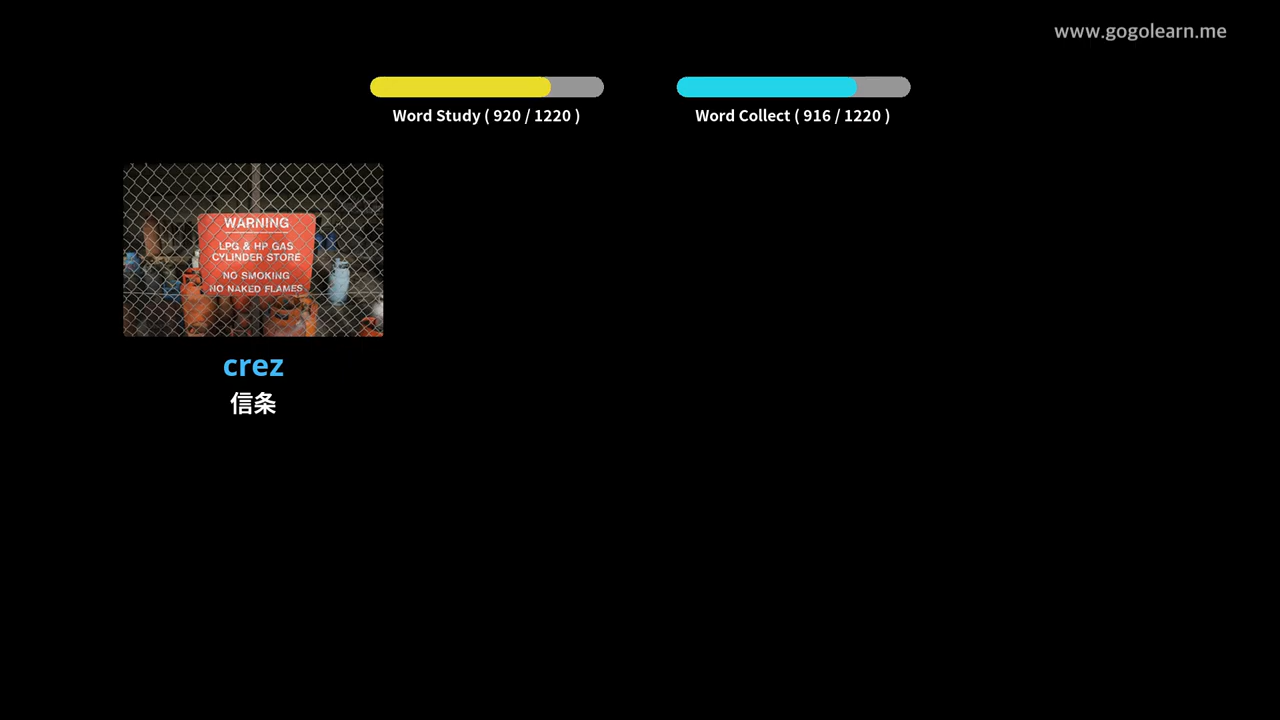 www.gogolearn.me
Word Study ( 920 / 1220 )
Word Collect ( 916 / 1220 )
WARNING
LPG & HP GAS
CYLINDER STORE
NO SMOKING
NO NAKED FLAMES
crez
信条